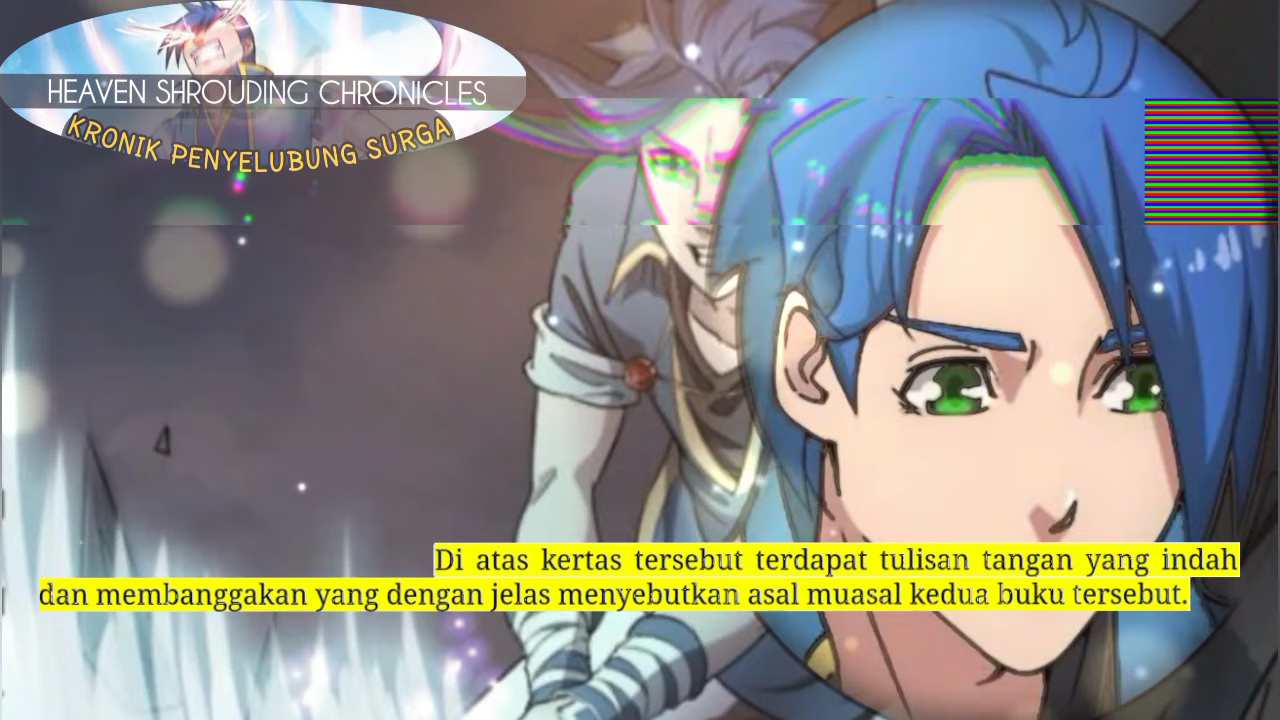 HEAVEN SHROUDING CHRONICLES
KRONIK PENYELUBUNG SURGA
Di atas kertas tersebut terdapat tulisan tangan yang indah
dan membanggakan yang dengan jelas menyebutkan asal muasal kedua buku tersebut.